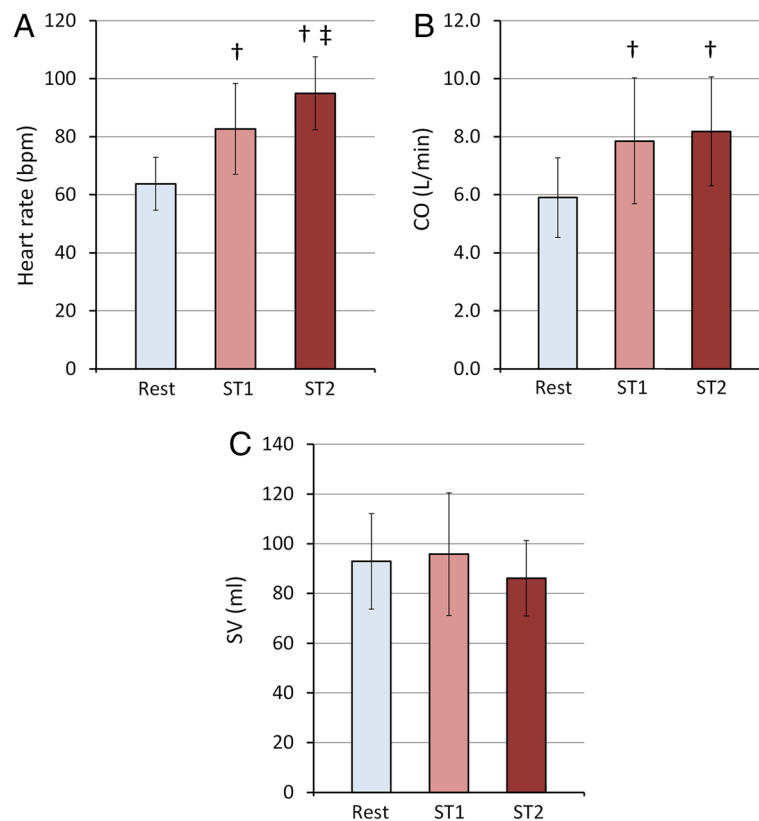 A
Heart rate (bpm)
120
100
80
60
40
20
0
†
† ‡
Rest ST1 ST2
B
CO (L/min)
12.0
10.0
8.0
6.0
4.0
2.0
0.0
†
†
Rest ST1 ST2
C
SV (ml)
140
120
100
80
60
40
20
0
Rest ST1 ST2